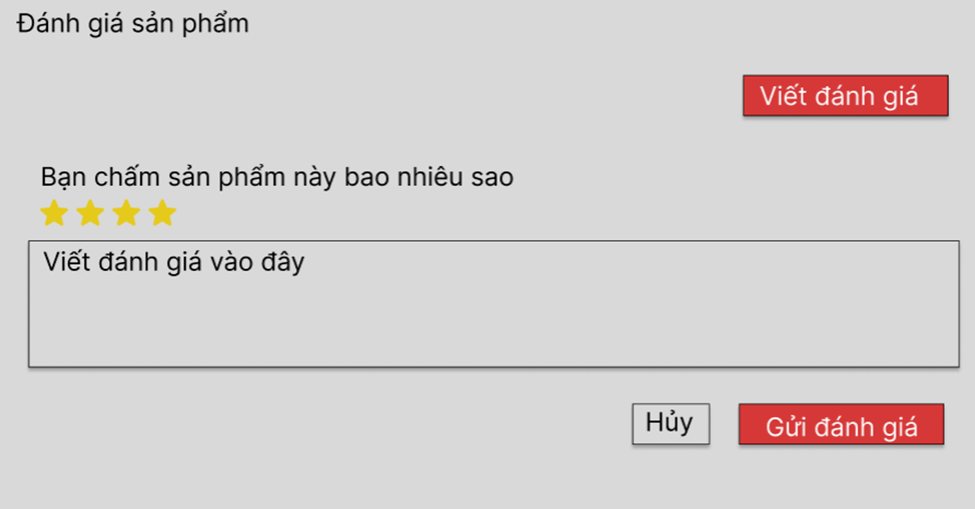 Đánh giá sản phẩm
Viết đánh giá
Bạn chấm sản phẩm này bao nhiêu sao
Viết đánh giá vào đây
Hủy
Gửi đánh giá